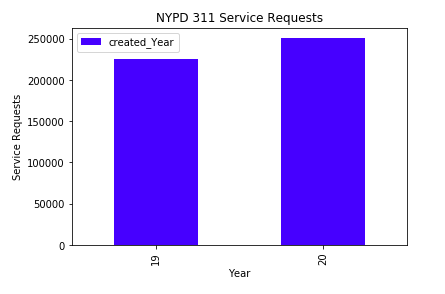 NYPD 311 Service Requests
created_Year
250000
200000
150000
100000
50000
0
Service Requests
19
20
Year